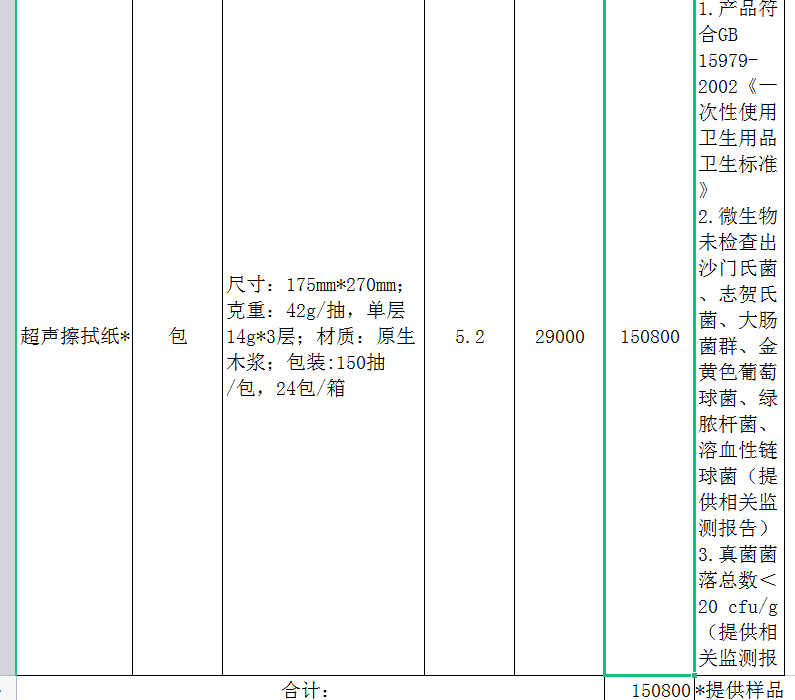 超声擦拭纸*
包
尺寸: 175mm*270mm;
克重: 42g/抽, 单层
14g*3层; 材质: 原生
木浆; 包装:150抽
/包, 24包/箱
5.2
29000
150800
1.产品符
合GB
15979-
2002《一
次性使用
卫生用品
卫生标准
》
2.微生物
未检查出
沙门氏菌
、志贺氏
菌、大肠
菌群、金
黄色葡萄
球菌、绿
脓杆菌、
溶血性链
球菌（提
供相关监
测报告）
3.真菌菌
落总数＜
20 cfu/g
（提供相
关监测报
合计:
150800
*提供样品